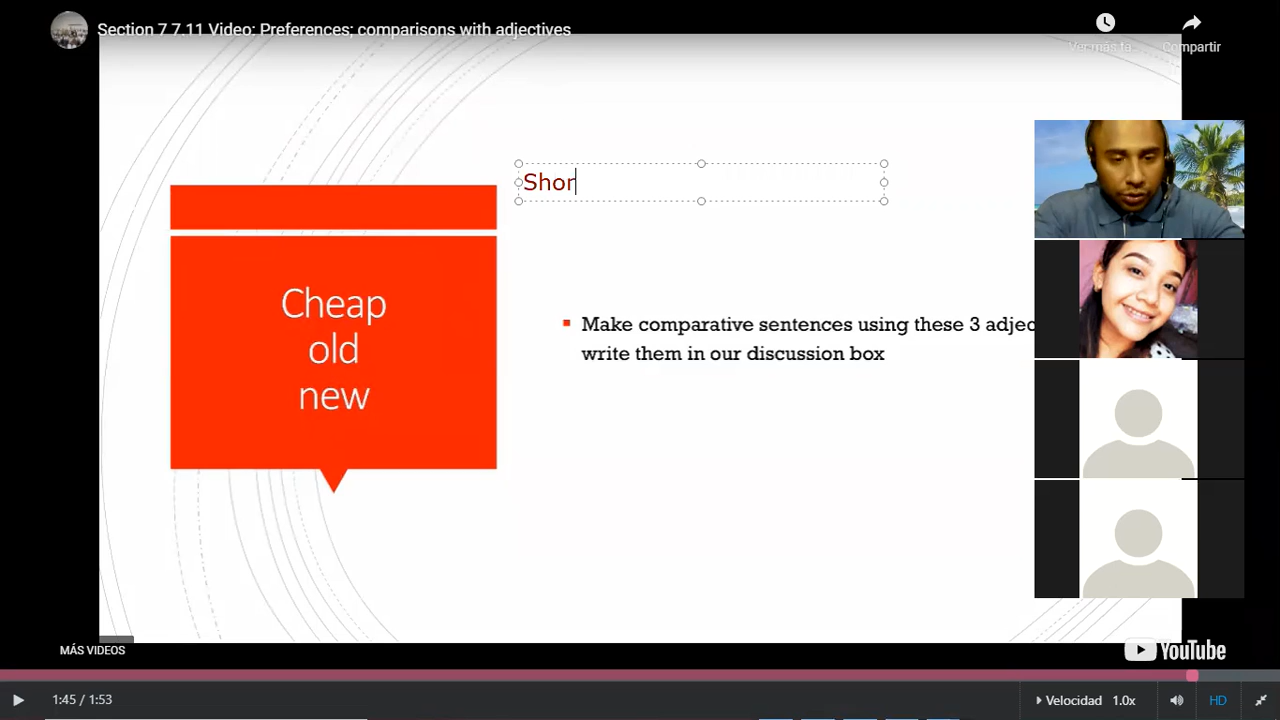 Section 7 7.11 Video: Preferences; comparisons with adjectives
Ver más ta...
Compartir
Shor
Cheap
old
new
Make comparative sentences using these 3 adjec
write them in our discussion box
MÁS VIDEOS
YouTube
1:45 / 1:53
Velocidad 1.0x
HD